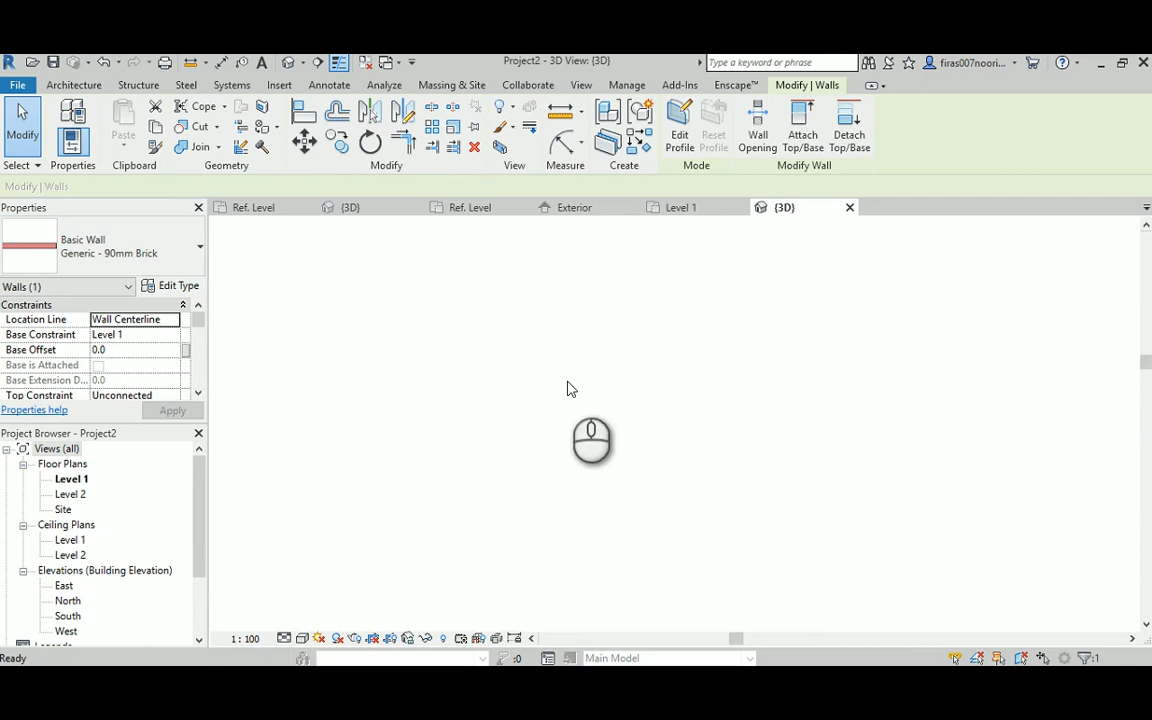 Project2 - 3D View: {3D}
Type a keyword or phrase
firas007noori...
File Architecture Structure Steel Systems Insert Annotate Analyze Massing & Site Collaborate View Manage Add-Ins Enscape™ Modify | Walls
Modify
Paste
Cope
Cut
Join
Edit Profile
Reset Profile
Wall Opening
Attach Top/Base
Detach Top/Base
Select Properties Clipboard Geometry Modify View Measure Create Mode Modify Wall
Modify | Walls
Properties
Ref. Level {3D} Ref. Level Exterior Level 1 {3D}
Basic Wall
Generic - 90mm Brick
Walls (1) Edit Type
Constraints
Location Line Wall Centerline
Base Constraint Level 1
Base Offset 0.0
Base is Attached
Base Extension D... 0.0
Top Constraint Unconnected
Properties help Apply
Project Browser - Project2
Views (all)
Floor Plans
Level 1
Level 2
Site
Ceiling Plans
Level 1
Level 2
Elevations (Building Elevation)
East
North
South
West
1 : 100
Ready :0 Main Model :1